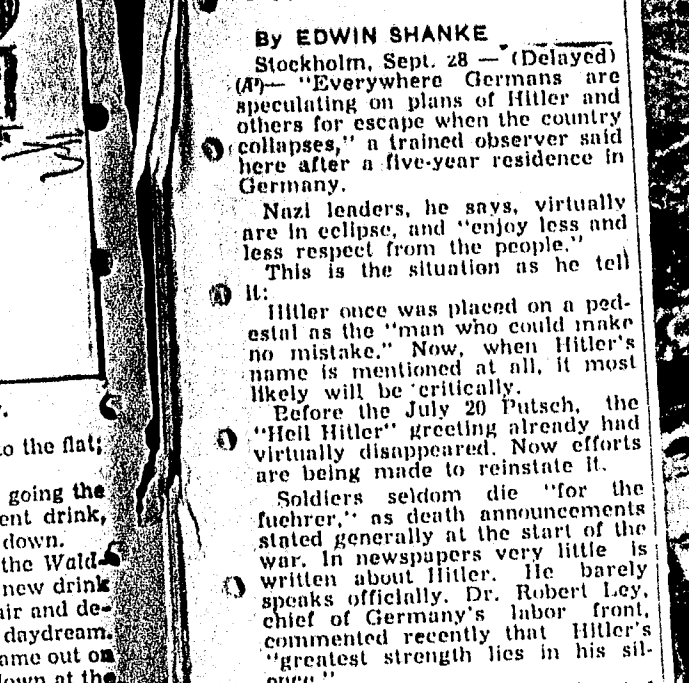 By EDWIN SHANKE
Stockholm, Sept. 28 — (Delayed)
(AP)— "Everywhere Germans are
speculating on plans of Hitler and
others for escape when the country
collapses," a trained observer said
here after a five-year residence in
Germany.
Nazi leaders, he says, virtually
are in eclipse, and "enjoy less and
less respect from the people."
This is the situation as he tell
it:
Hitler once was placed on a ped-
estal as the "man who could make
no mistake." Now, when Hitler's
name is mentioned at all, it most
likely will be critically.
Before the July 20 Putsch, the
"Heil Hitler" greeting already had
virtually disappeared. Now efforts
are being made to reinstate it.
Soldiers seldom die "for the
fuehrer," as death announcements
stated generally at the start of the
war. In newspapers very little is
written about Hitler. He barely
speaks officially. Dr. Robert Ley,
chief of Germany's labor front,
commented recently that Hitler's
"greatest strength lies in his sil-
ence."
to the flat;
going the
ent drink,
down.
the Wald-
new drink
air and de-
daydream.
ame out on
down at the